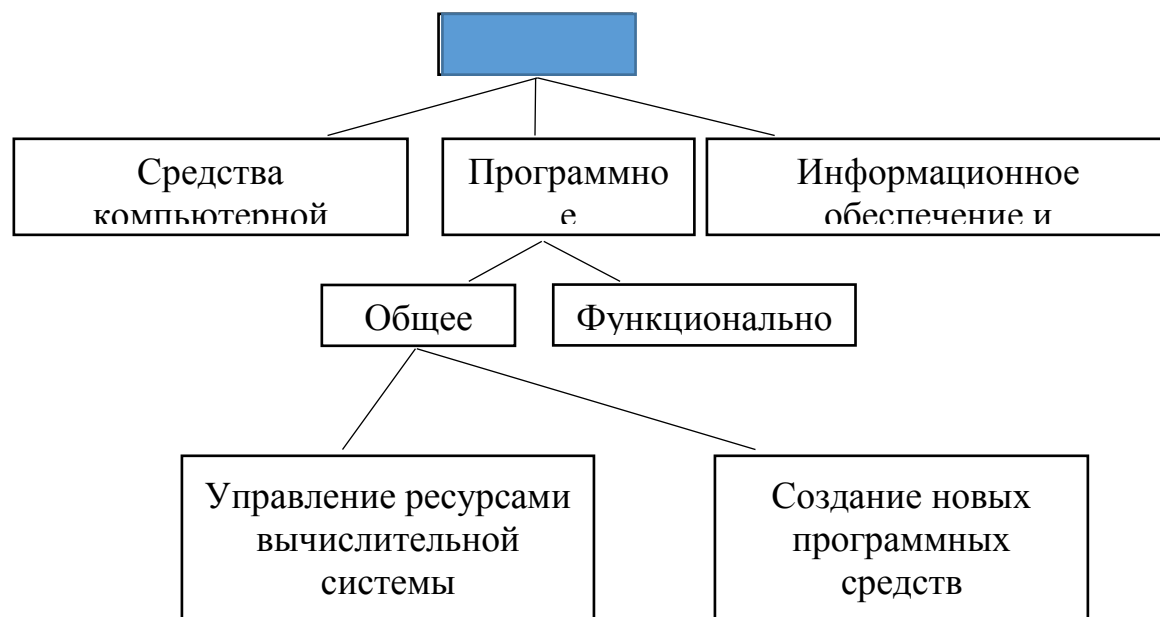 Средства
компьютерной
Программно
е
Информационное
обеспечение и
Общее
Функционально
Управление ресурсами
вычислительной
системы
Создание новых
программных
средств